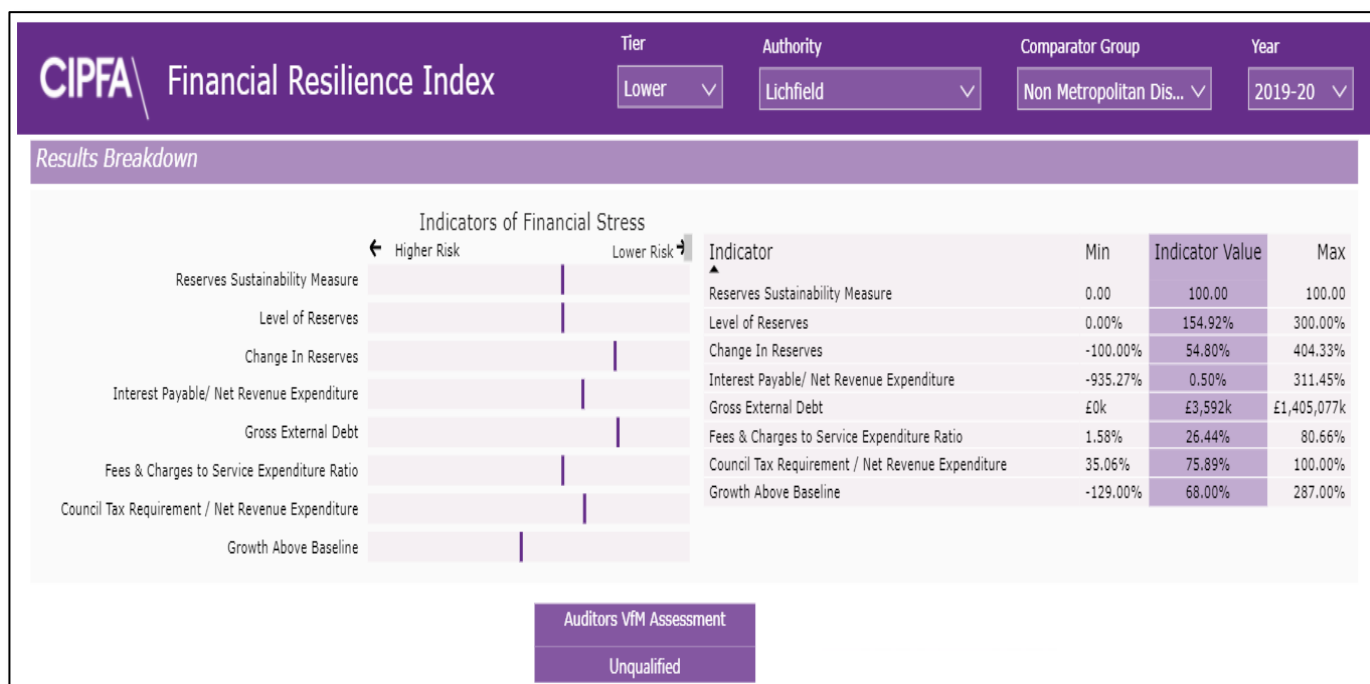 CIPFA Financial Resilience Index
Tier
Lower
Authority
Lichfield
Comparator Group
Non Metropolitan Dis...
Year
2019-20
Results Breakdown
Indicators of Financial Stress
Higher Risk Lower Risk
Reserves Sustainability Measure
Level of Reserves
Change In Reserves
Interest Payable/ Net Revenue Expenditure
Gross External Debt
Fees & Charges to Service Expenditure Ratio
Council Tax Requirement / Net Revenue Expenditure
Growth Above Baseline
Indicator Min Indicator Value Max
Reserves Sustainability Measure 0.00 100.00 100.00
Level of Reserves 0.00% 154.92% 300.00%
Change In Reserves -100.00% 54.80% 404.33%
Interest Payable/ Net Revenue Expenditure -935.27% 0.50% 311.45%
Gross External Debt £0k £3,592k £1,405,077k
Fees & Charges to Service Expenditure Ratio 1.58% 26.44% 80.66%
Council Tax Requirement / Net Revenue Expenditure 35.06% 75.89% 100.00%
Growth Above Baseline -129.00% 68.00% 287.00%
Auditors VfM Assessment
Unqualified